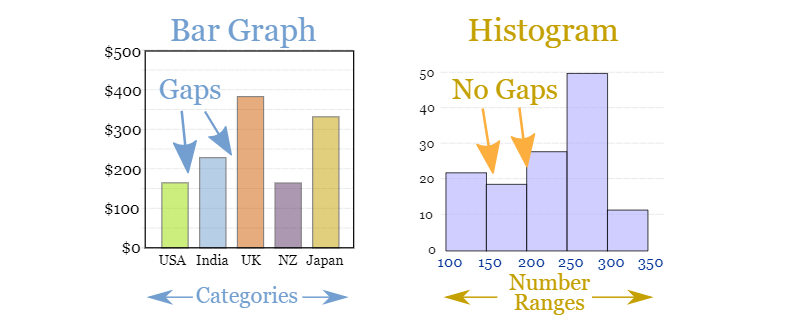 Bar Graph
$500
$400
$300
$200
$100
$0
Gaps
USA India UK NZ Japan
Categories
Histogram
50
40
30
20
10
0
No Gaps
100 150 200 250 300 350
Number
Ranges